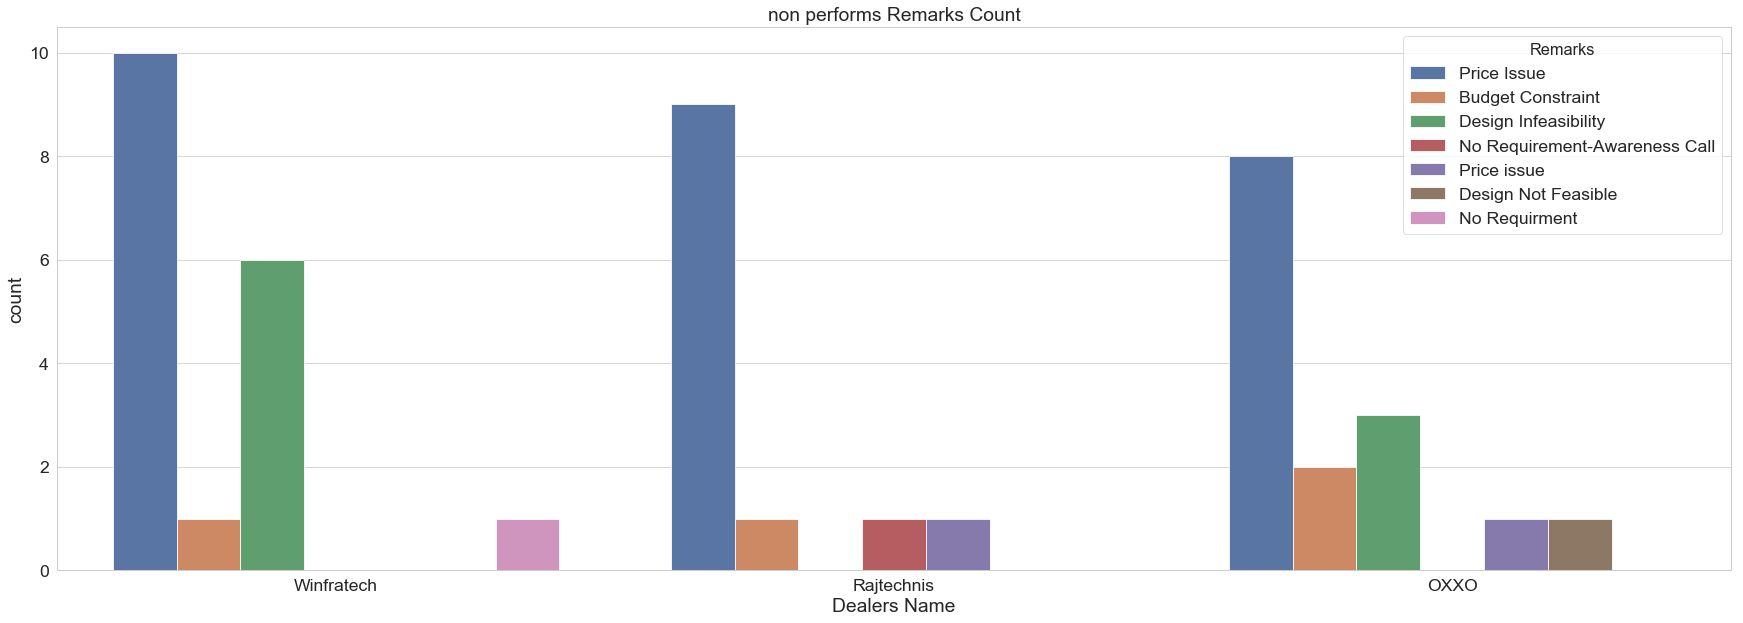 non performs Remarks Count
Remarks
Price Issue
Budget Constraint
Design Infeasibility
No Requirement-Awareness Call
Price issue
Design Not Feasible
No Requirment
count
10
8
6
4
2
0
Winfratech Rajtechnis OXXO
Dealers Name